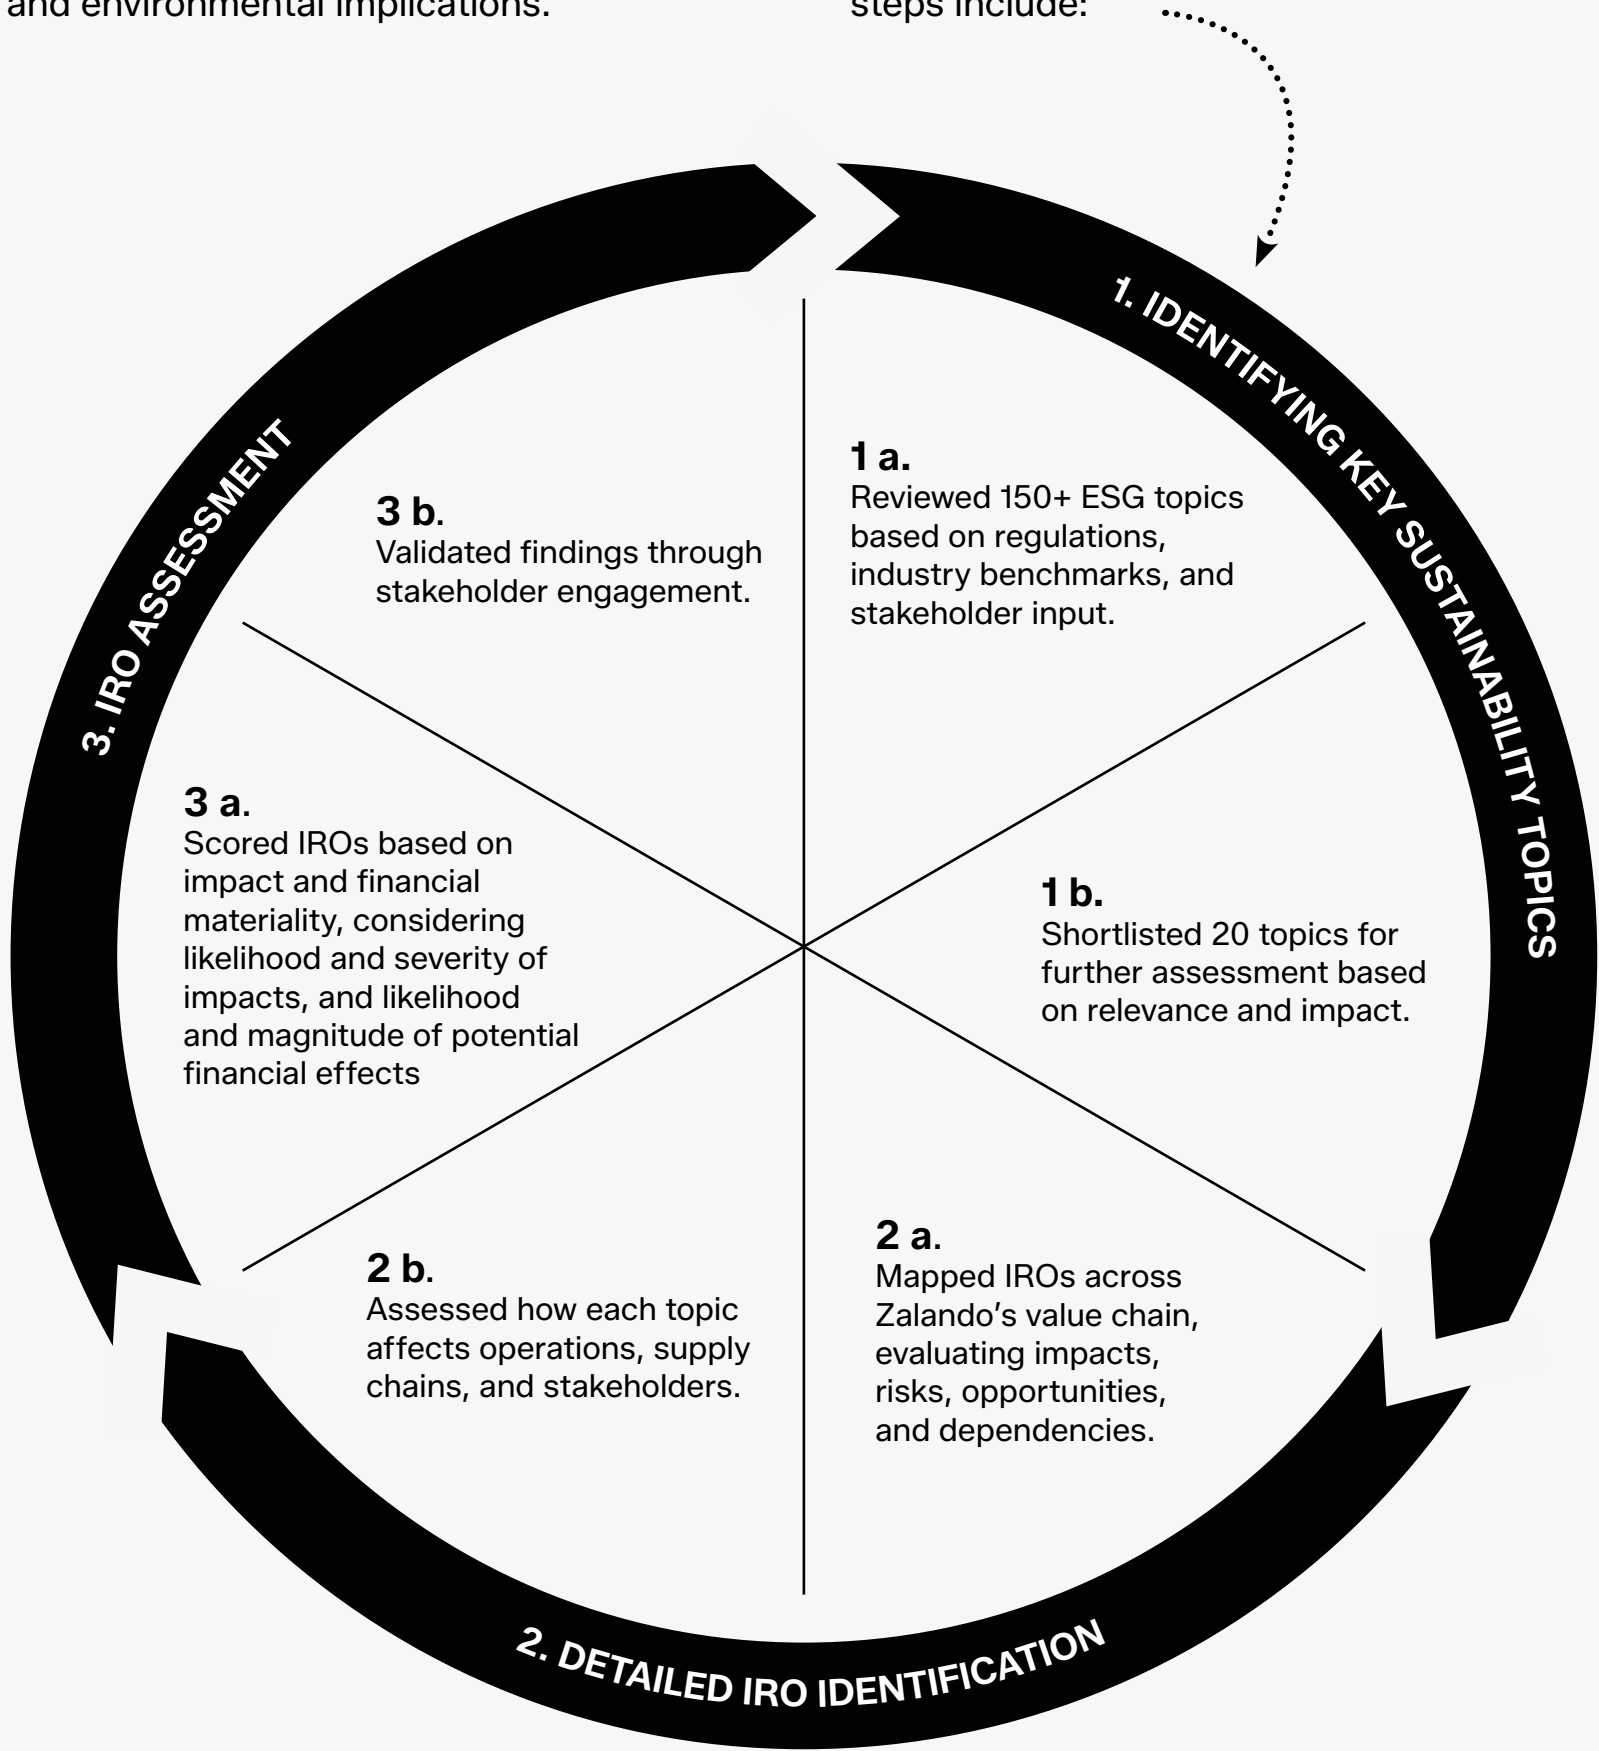 and environmental implications.
steps include:
1. IDENTIFYING KEY SUSTAINABILITY TOPICS
1 a.
Reviewed 150+ ESG topics
based on regulations,
industry benchmarks, and
stakeholder input.
1 b.
Shortlisted 20 topics for
further assessment based
on relevance and impact.
2. DETAILED IRO IDENTIFICATION
2 a.
Mapped IROs across
Zalando’s value chain,
evaluating impacts,
risks, opportunities,
and dependencies.
2 b.
Assessed how each topic
affects operations, supply
chains, and stakeholders.
3. IRO ASSESSMENT
3 a.
Scored IROs based on
impact and financial
materiality, considering
likelihood and severity of
impacts, and likelihood
and magnitude of potential
financial effects
3 b.
Validated findings through
stakeholder engagement.